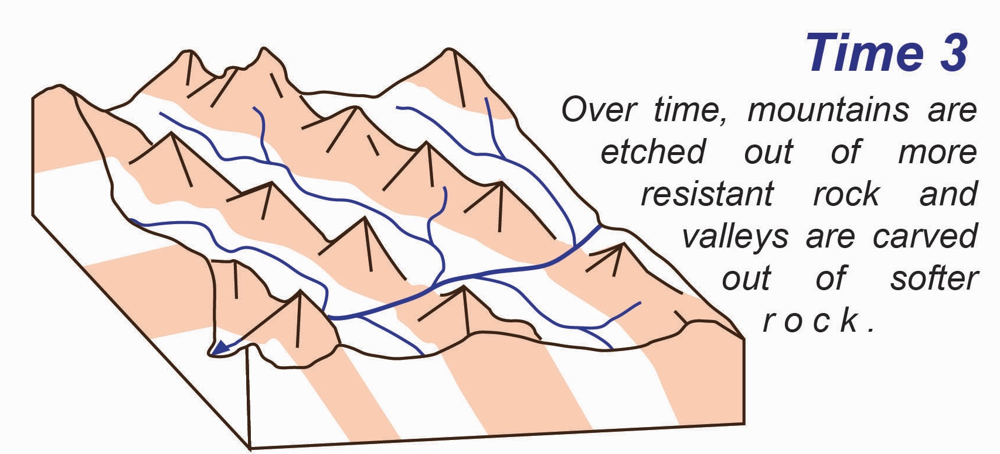 Time 3
Over time, mountains are
etched out of more
resistant rock and
valleys are carved
out of softer
rock.